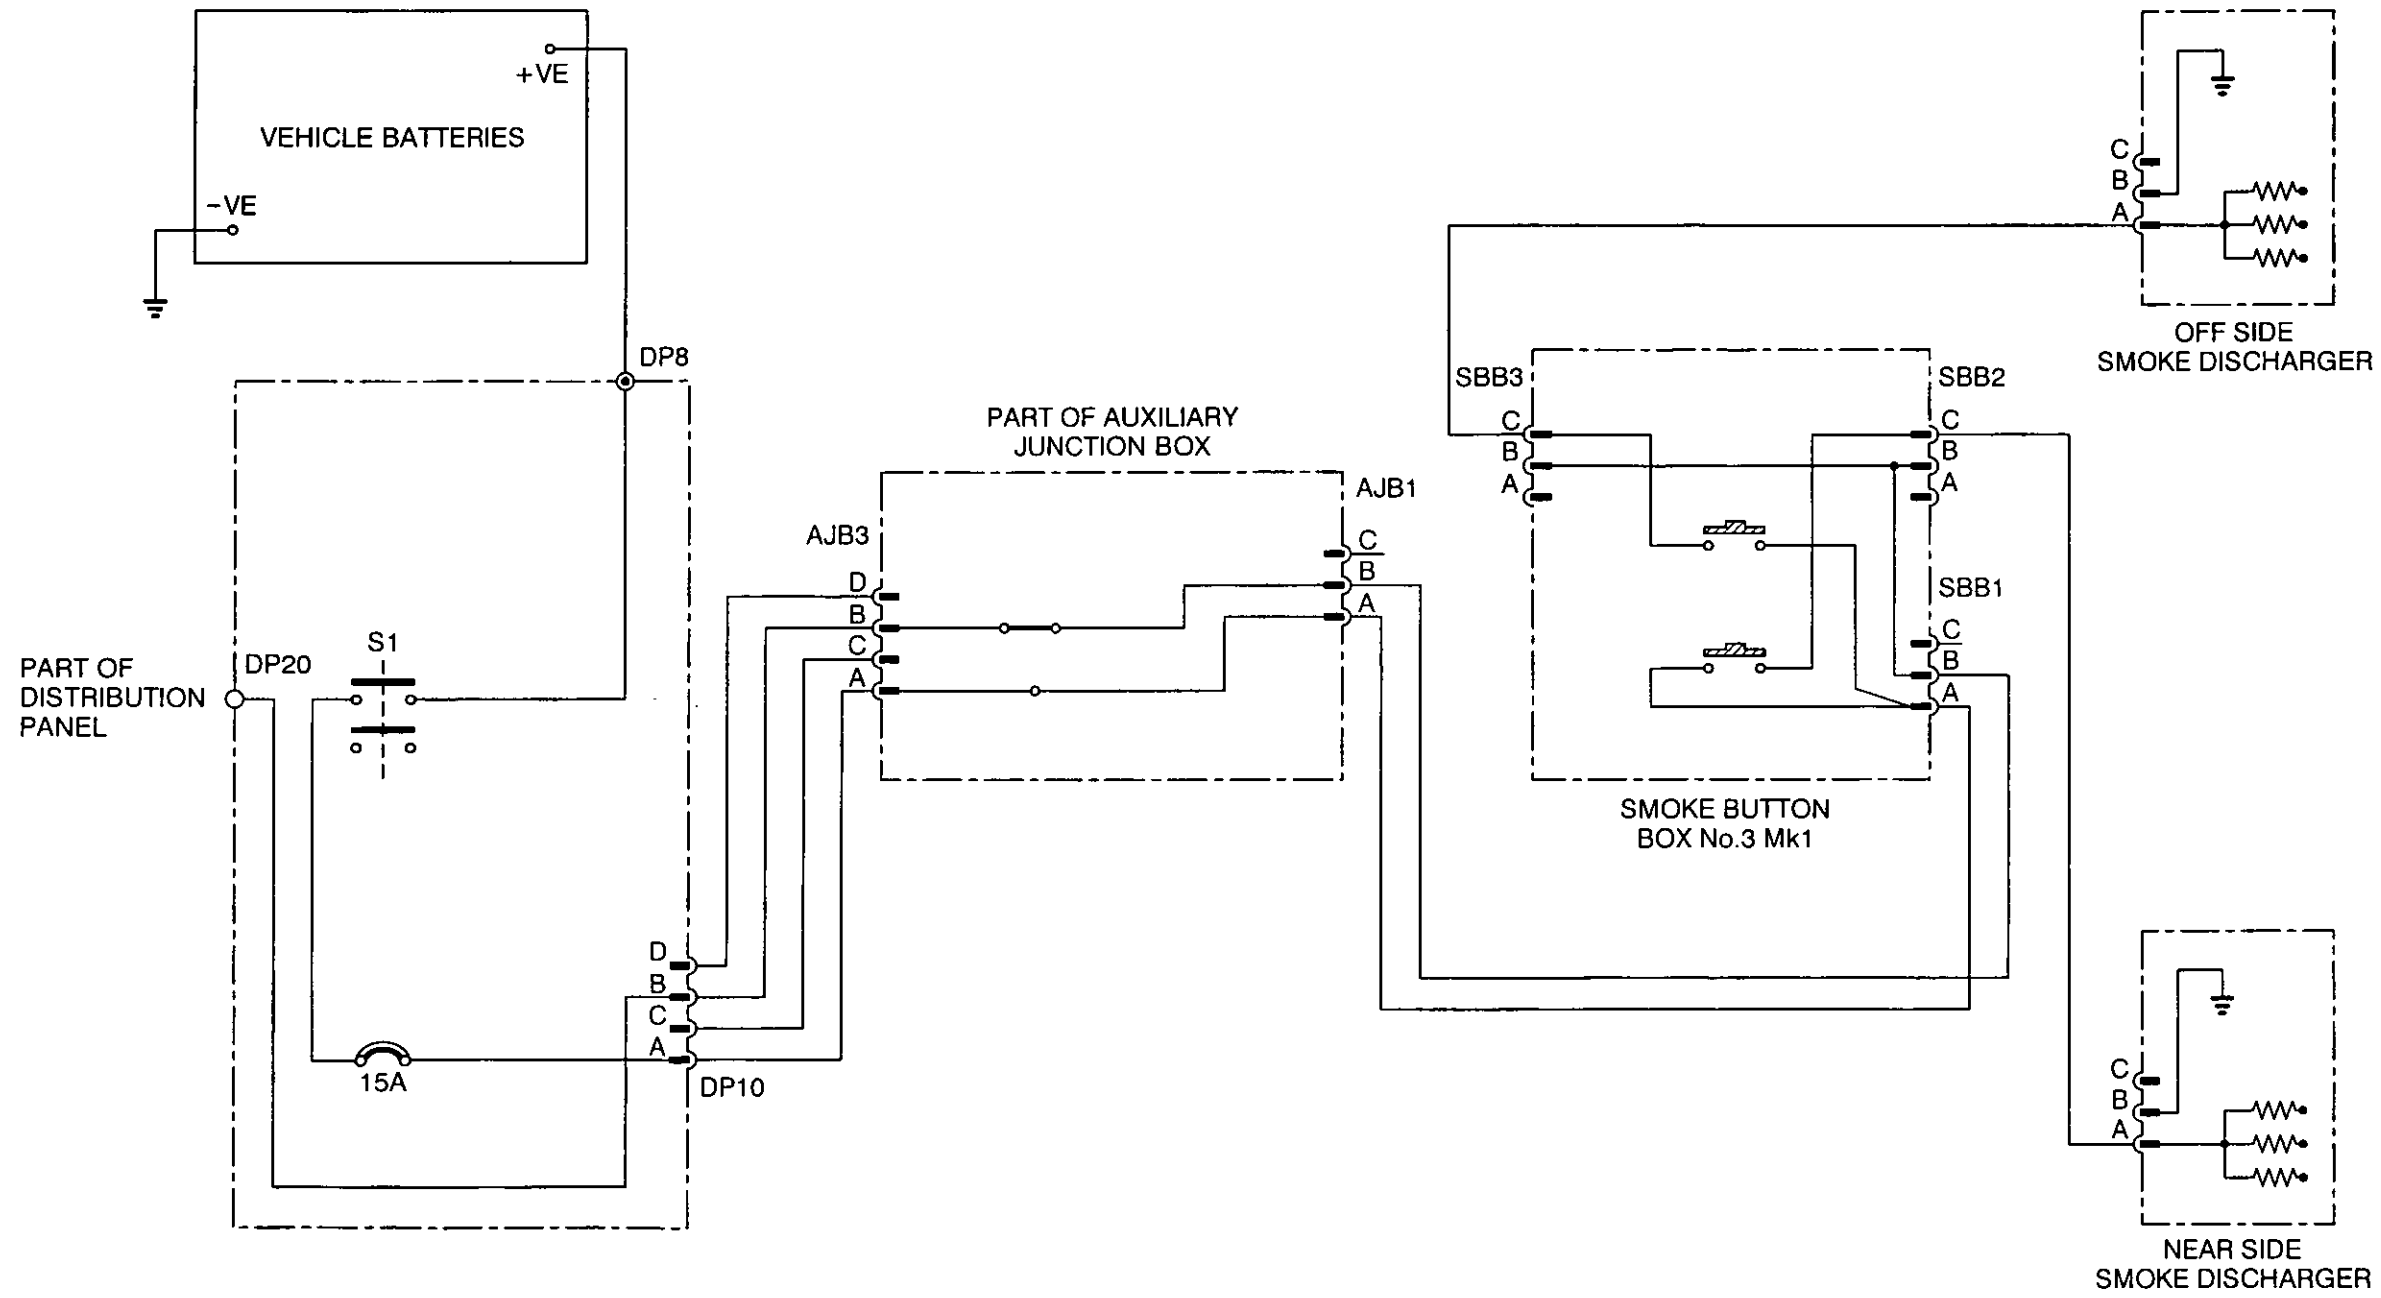 +VE
VEHICLE BATTERIES
-VE
DP8
PART OF
DISTRIBUTION
PANEL
DP20
S1
15A
D
B
C
A
DP10
PART OF AUXILIARY
JUNCTION BOX
AJB3
D
B
C
A
AJB1
C
B
A
SBB3
C
B
A
SBB2
C
B
A
SBB1
C
B
A
SMOKE BUTTON
BOX No.3 Mk1
C
B
A
OFF SIDE
SMOKE DISCHARGER
C
B
A
NEAR SIDE
SMOKE DISCHARGER